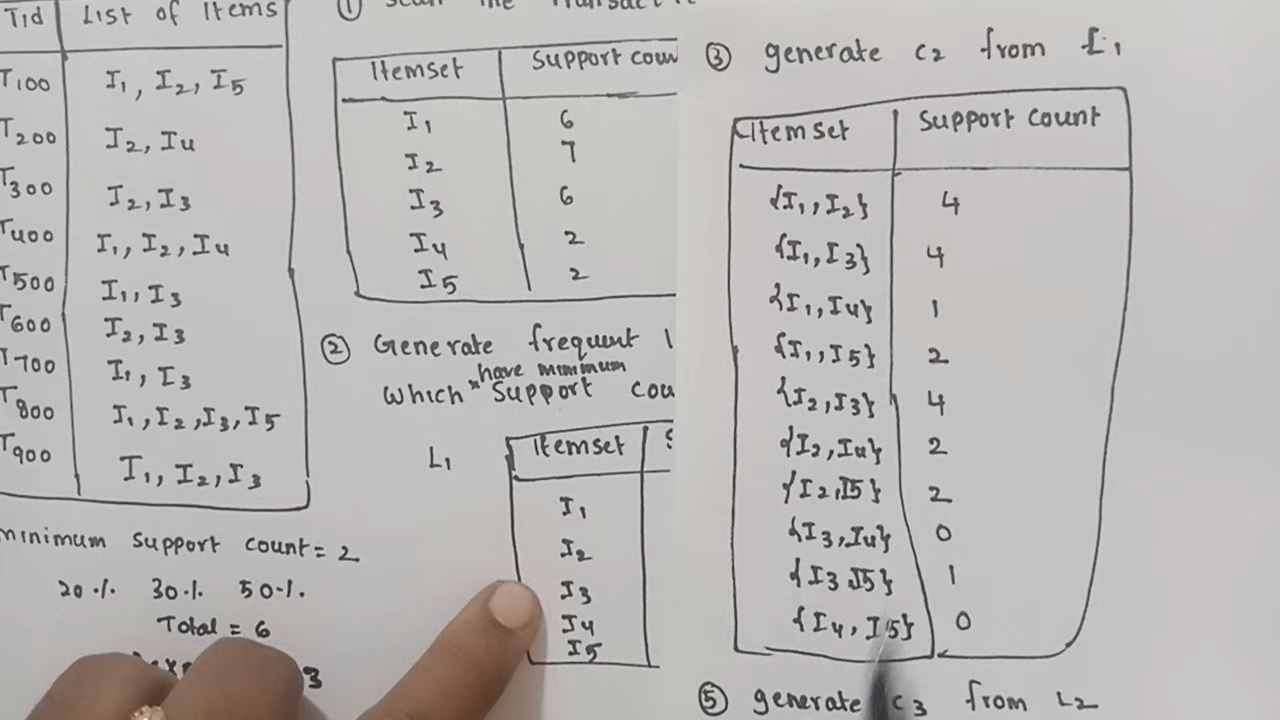 Tid List of Items
T100 I1, I2, I5
T200 I2, I4
T300 I2, I3
T400 I1, I2, I4
T500 I1, I3
T600 I2, I3
T700 I1, I3
T800 I1, I2, I3, I5
T900 I1, I2, I3
minimum support count = 2
20% 30% 50%
Total = 6
3
① Scan the
Itemset Support coun
I1 6
I2 7
I3 6
I4 2
I5 2
② Generate frequent 1
have minimum
which support cou
L1 Itemset S
I1
I2
I3
I4
I5
③ generate C2 from L1
Itemset Support count
{I1, I2} 4
{I1, I3} 4
{I1, I4} 1
{I1, I5} 2
{I2, I3} 4
{I2, I4} 2
{I2, I5} 2
{I3, I4} 0
{I3 I5} 1
{I4, I5} 0
⑤ generate C3 from L2